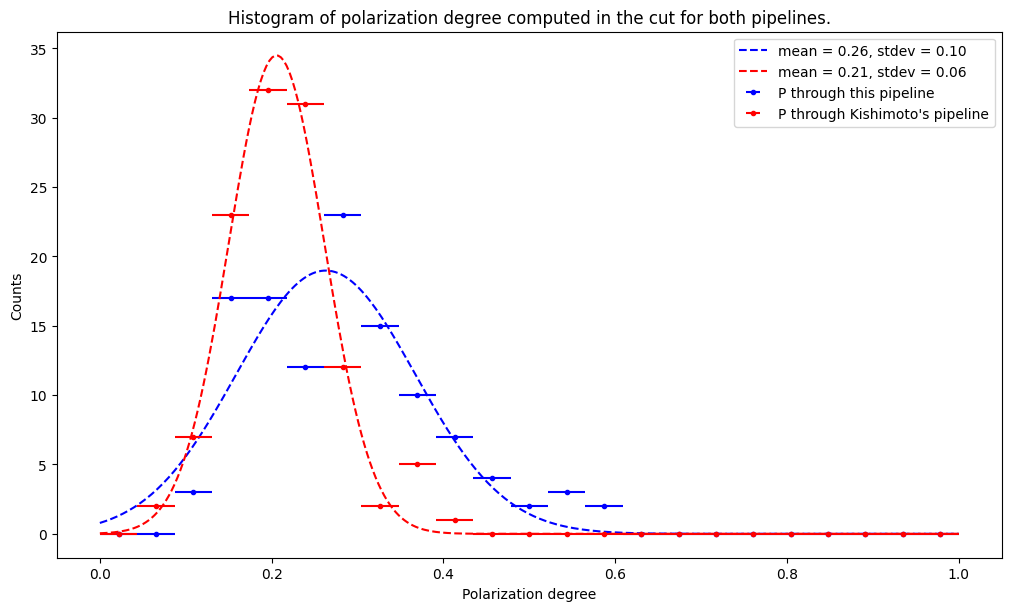 Histogram of polarization degree computed in the cut for both pipelines.
mean = 0.26, stdev = 0.10
mean = 0.21, stdev = 0.06
P through this pipeline
P through Kishimoto's pipeline
35
30
25
20
15
10
5
0
Counts
0.0 0.2 0.4 0.6 0.8 1.0
Polarization degree